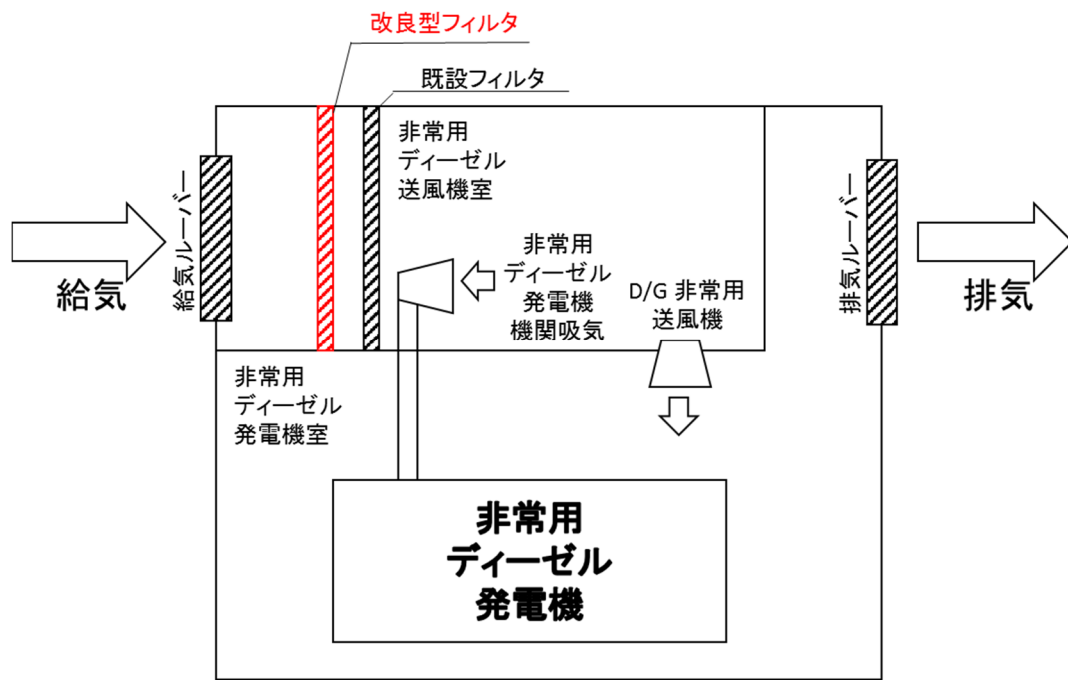 改良型フィルタ
既設フィルタ
非常用
ディーゼル
送風機室
給気ルーバー
給気
非常用
ディーゼル
発電機
機関吸気
D/G 非常用
送風機
排気ルーバー
排気
非常用
ディーゼル
発電機室
非常用
ディーゼル
発電機